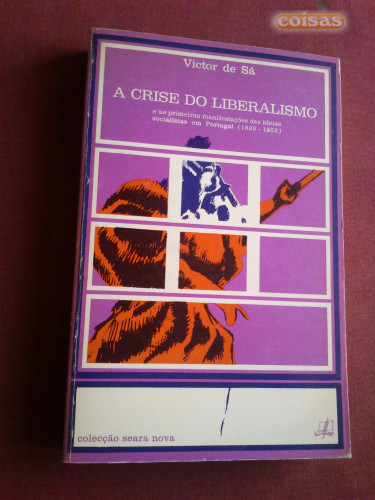 coisas
Victor de Sá
A CRISE DO LIBERALISMO
e as primeiras manifestações das ideias
socialistas em Portugal (1820-1852)
colecção seara nova